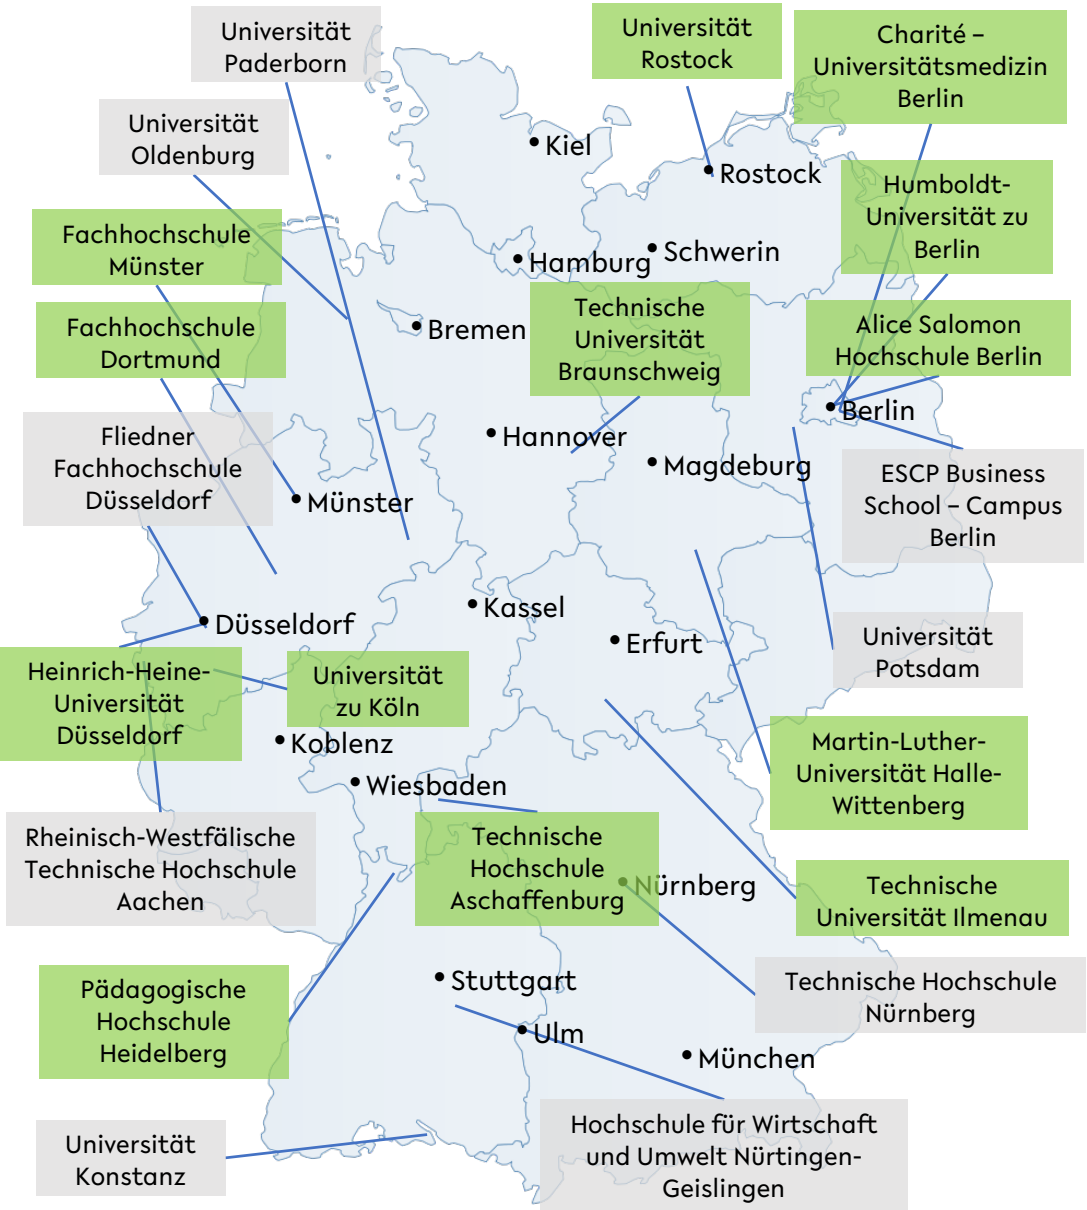 Universität
Paderborn
Universität
Rostock
Charité –
Universitätsmedizin
Berlin
Universität
Oldenburg
Kiel
Rostock
Humboldt-
Universität zu
Berlin
Fachhochschule
Münster
Schwerin
Hamburg
Technische
Universität
Braunschweig
Fachhochschule
Dortmund
Bremen
Alice Salomon
Hochschule Berlin
Berlin
Fliedner
Fachhochschule
Düsseldorf
Hannover
Magdeburg
ESCP Business
School – Campus
Berlin
Münster
Kassel
Düsseldorf
Erfurt
Universität
Potsdam
Heinrich-Heine-
Universität
Düsseldorf
Universität
zu Köln
Koblenz
Wiesbaden
Martin-Luther-
Universität Halle-
Wittenberg
Rheinisch-Westfälische
Technische Hochschule
Aachen
Technische
Hochschule
Aschaffenburg
Nürnberg
Technische
Universität Ilmenau
Stuttgart
Technische Hochschule
Nürnberg
Pädagogische
Hochschule
Heidelberg
Ulm
München
Universität
Konstanz
Hochschule für Wirtschaft
und Umwelt Nürtingen-
Geislingen